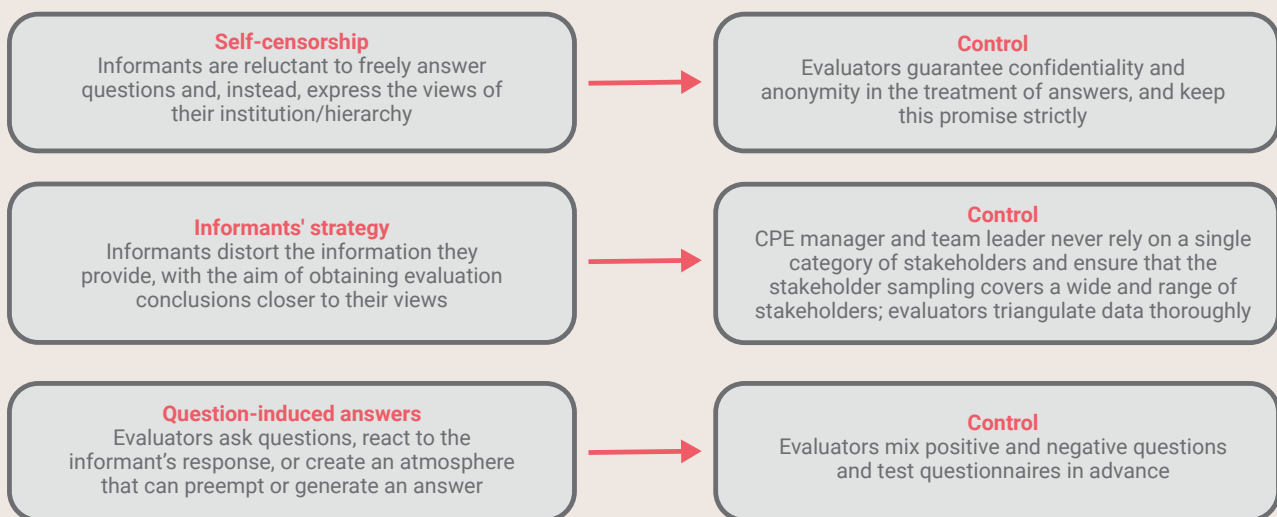 Self-censorship
Informants are reluctant to freely answer
questions and, instead, express the views of
their institution/hierarchy
Control
Evaluators guarantee confidentiality and
anonymity in the treatment of answers, and keep
this promise strictly
Informants' strategy
Informants distort the information they
provide, with the aim of obtaining evaluation
conclusions closer to their views
Control
CPE manager and team leader never rely on a single
category of stakeholders and ensure that the
stakeholder sampling covers a wide and range of
stakeholders; evaluators triangulate data thoroughly
Question-induced answers
Evaluators ask questions, react to the
informant’s response, or create an atmosphere
that can preempt or generate an answer
Control
Evaluators mix positive and negative questions
and test questionnaires in advance